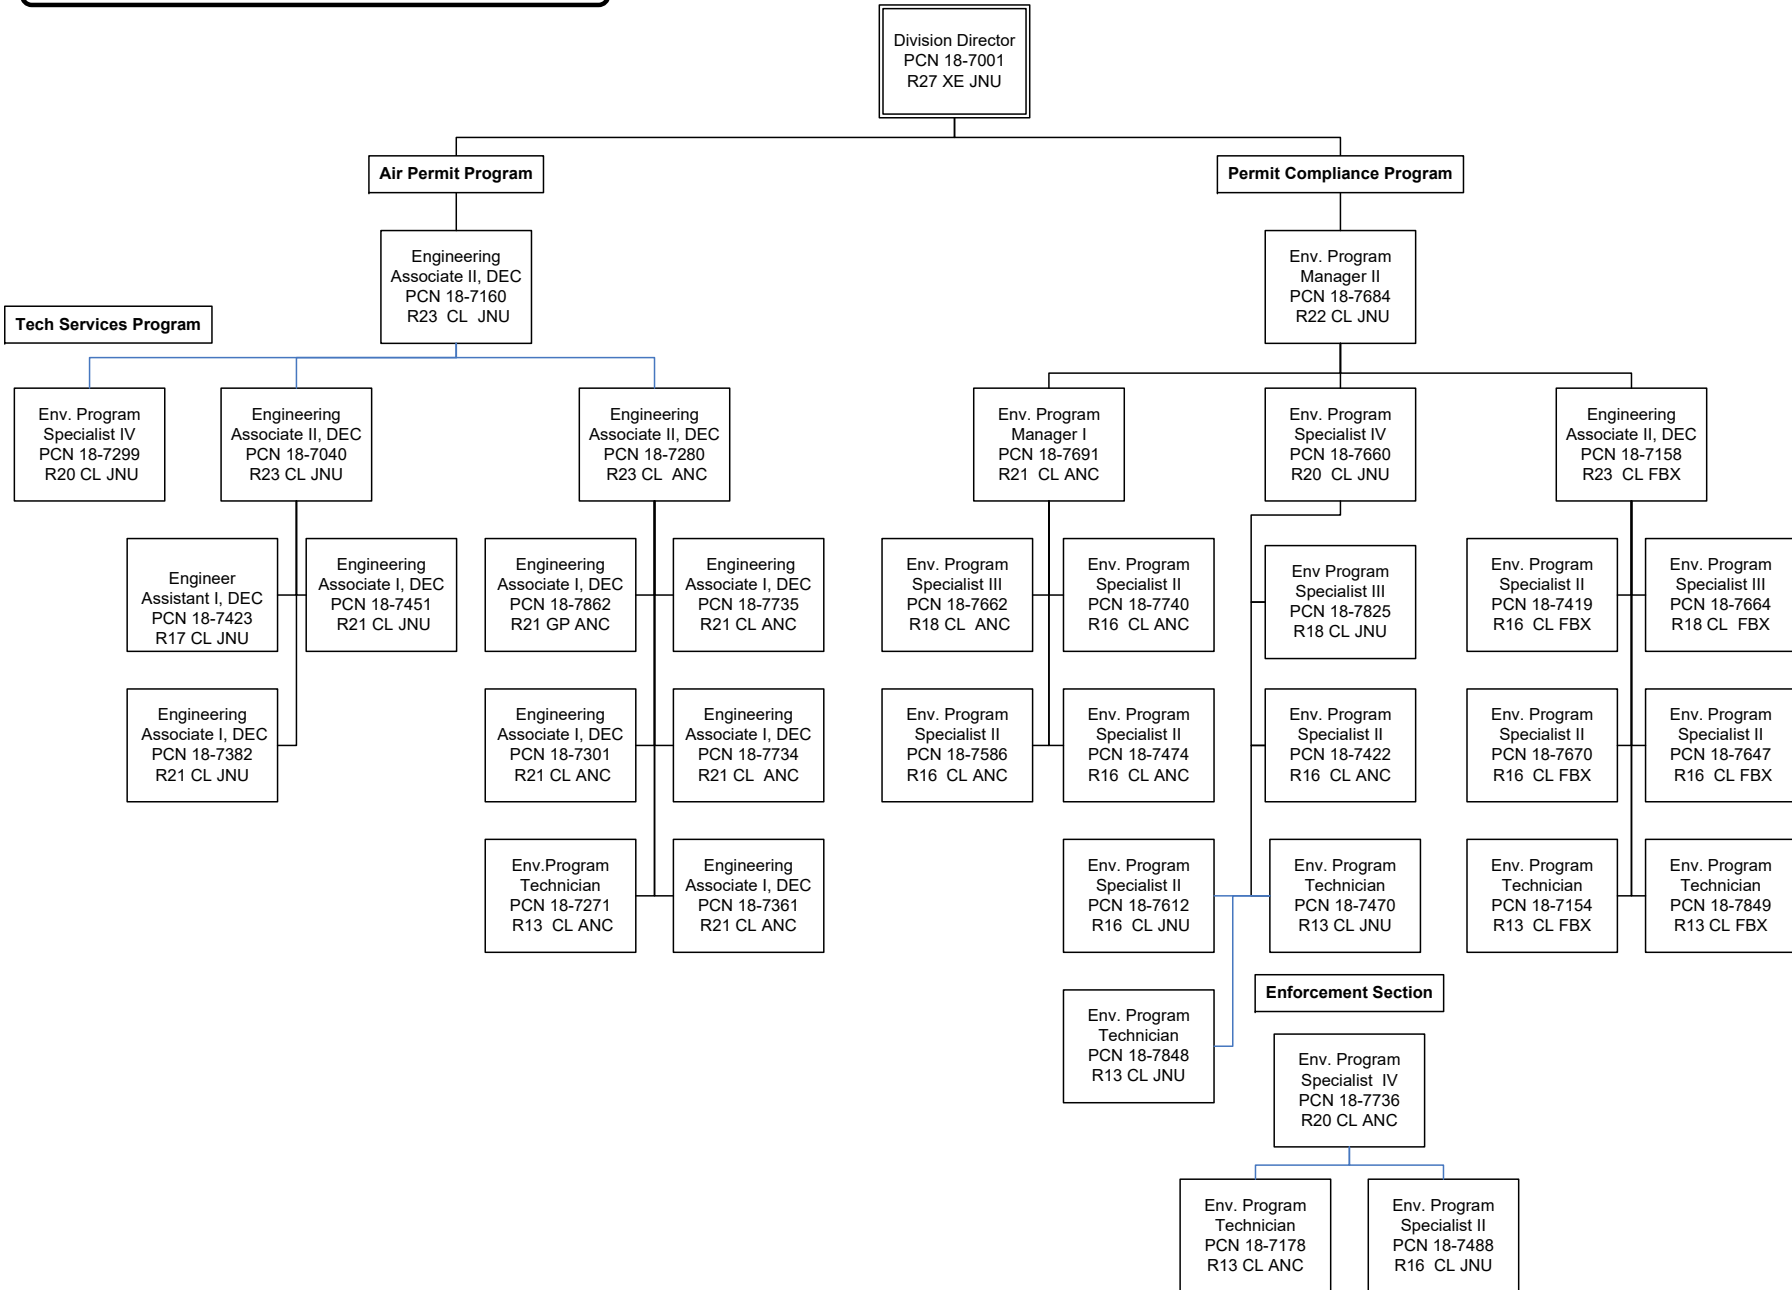 Division Director
PCN 18-7001
R27 XE JNU
Air Permit Program
Permit Compliance Program
Engineering
Associate II, DEC
PCN 18-7160
R23 CL JNU
Env. Program
Manager II
PCN 18-7684
R22 CL JNU
Tech Services Program
Env. Program
Specialist IV
PCN 18-7299
R20 CL JNU
Engineering
Associate II, DEC
PCN 18-7040
R23 CL JNU
Engineering
Associate II, DEC
PCN 18-7280
R23 CL ANC
Env. Program
Manager I
PCN 18-7691
R21 CL ANC
Env. Program
Specialist IV
PCN 18-7660
R20 CL JNU
Engineering
Associate II, DEC
PCN 18-7158
R23 CL FBX
Engineer
Assistant I, DEC
PCN 18-7423
R17 CL JNU
Engineering
Associate I, DEC
PCN 18-7451
R21 CL JNU
Engineering
Associate I, DEC
PCN 18-7862
R21 GP ANC
Engineering
Associate I, DEC
PCN 18-7735
R21 CL ANC
Env. Program
Specialist III
PCN 18-7662
R18 CL ANC
Env. Program
Specialist II
PCN 18-7740
R16 CL ANC
Env Program
Specialist III
PCN 18-7825
R18 CL JNU
Env. Program
Specialist II
PCN 18-7419
R16 CL FBX
Env. Program
Specialist III
PCN 18-7664
R18 CL FBX
Engineering
Associate I, DEC
PCN 18-7382
R21 CL JNU
Engineering
Associate I, DEC
PCN 18-7301
R21 CL ANC
Engineering
Associate I, DEC
PCN 18-7734
R21 CL ANC
Env. Program
Specialist II
PCN 18-7586
R16 CL ANC
Env. Program
Specialist II
PCN 18-7474
R16 CL ANC
Env. Program
Specialist II
PCN 18-7422
R16 CL ANC
Env. Program
Specialist II
PCN 18-7670
R16 CL FBX
Env. Program
Specialist II
PCN 18-7647
R16 CL FBX
Env.Program
Technician
PCN 18-7271
R13 CL ANC
Engineering
Associate I, DEC
PCN 18-7361
R21 CL ANC
Env. Program
Specialist II
PCN 18-7612
R16 CL JNU
Env. Program
Technician
PCN 18-7470
R13 CL JNU
Env. Program
Technician
PCN 18-7154
R13 CL FBX
Env. Program
Technician
PCN 18-7849
R13 CL FBX
Enforcement Section
Env. Program
Technician
PCN 18-7848
R13 CL JNU
Env. Program
Specialist IV
PCN 18-7736
R20 CL ANC
Env. Program
Technician
PCN 18-7178
R13 CL ANC
Env. Program
Specialist II
PCN 18-7488
R16 CL JNU